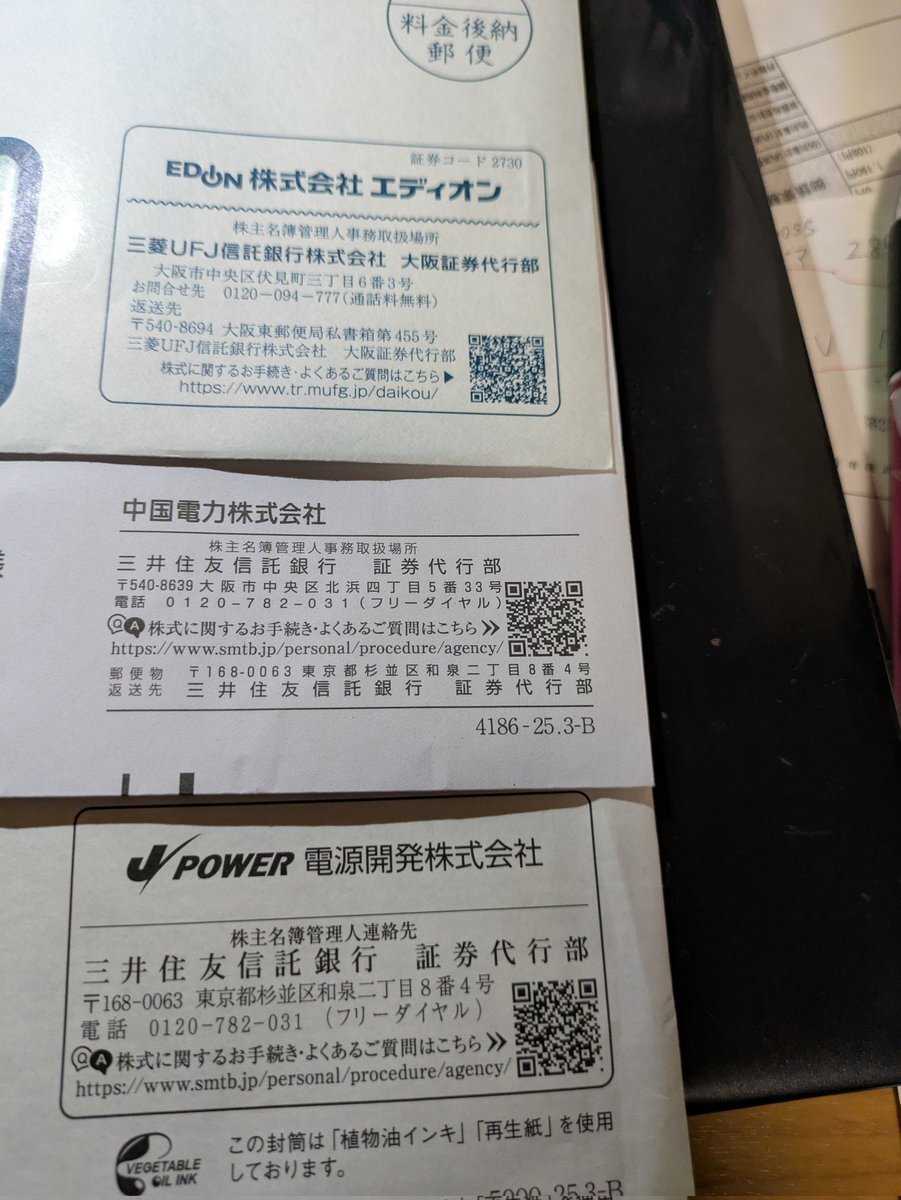 料金後納
郵便
証券コード 2730
EDION 株式会社 エディオン
株主名簿管理人事務取扱場所
三菱UFJ信託銀行株式会社 大阪証券代行部
大阪市中央区伏見町三丁目6番3号
お問合せ先 0120-094-777(通話料無料)
返送先
〒540-8694 大阪東郵便局私書箱第455号
三菱UFJ信託銀行株式会社 大阪証券代行部
株式に関するお手続き・よくあるご質問はこちら▶
https://www.tr.mufg.jp/daikou/
中国電力株式会社
株主名簿管理人事務取扱場所
三井住友信託銀行 証券代行部
〒540-8639 大阪市中央区北浜四丁目5番33号
電話 0120-782-031(フリーダイヤル)
QA 株式に関するお手続き・よくあるご質問はこちら
https://www.smtb.jp/personal/procedure/agency/
郵便物 〒168-0063 東京都杉並区和泉二丁目8番4号
返送先 三井住友信託銀行 証券代行部
4186-25.3-B
J POWER 電源開発株式会社
株主名簿管理人連絡先
三井住友信託銀行 証券代行部
〒168-0063 東京都杉並区和泉二丁目8番4号
電話 0120-782-031 (フリーダイヤル)
QA 株式に関するお手続き・よくあるご質問はこちら
https://www.smtb.jp/personal/procedure/agency/
VEGETABLE
OIL INK
この封筒は「植物油インキ」「再生紙」を使用
しております。